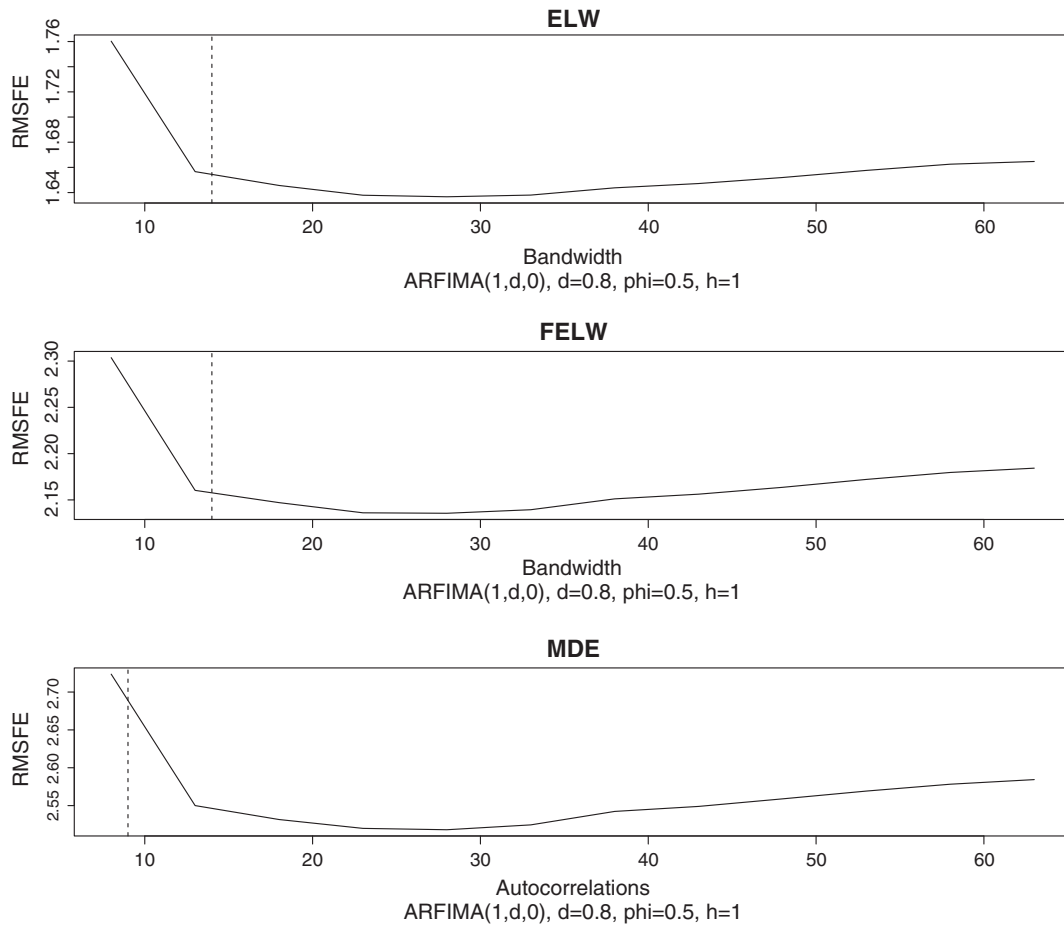 ELW
RMSFE
1.76
1.72
1.68
1.64
10 20 30 40 50 60
Bandwidth
ARFIMA(1,d,0), d=0.8, phi=0.5, h=1
FELW
RMSFE
2.30
2.25
2.20
2.15
10 20 30 40 50 60
Bandwidth
ARFIMA(1,d,0), d=0.8, phi=0.5, h=1
MDE
RMSFE
2.70
2.65
2.60
2.55
10 20 30 40 50 60
Autocorrelations
ARFIMA(1,d,0), d=0.8, phi=0.5, h=1